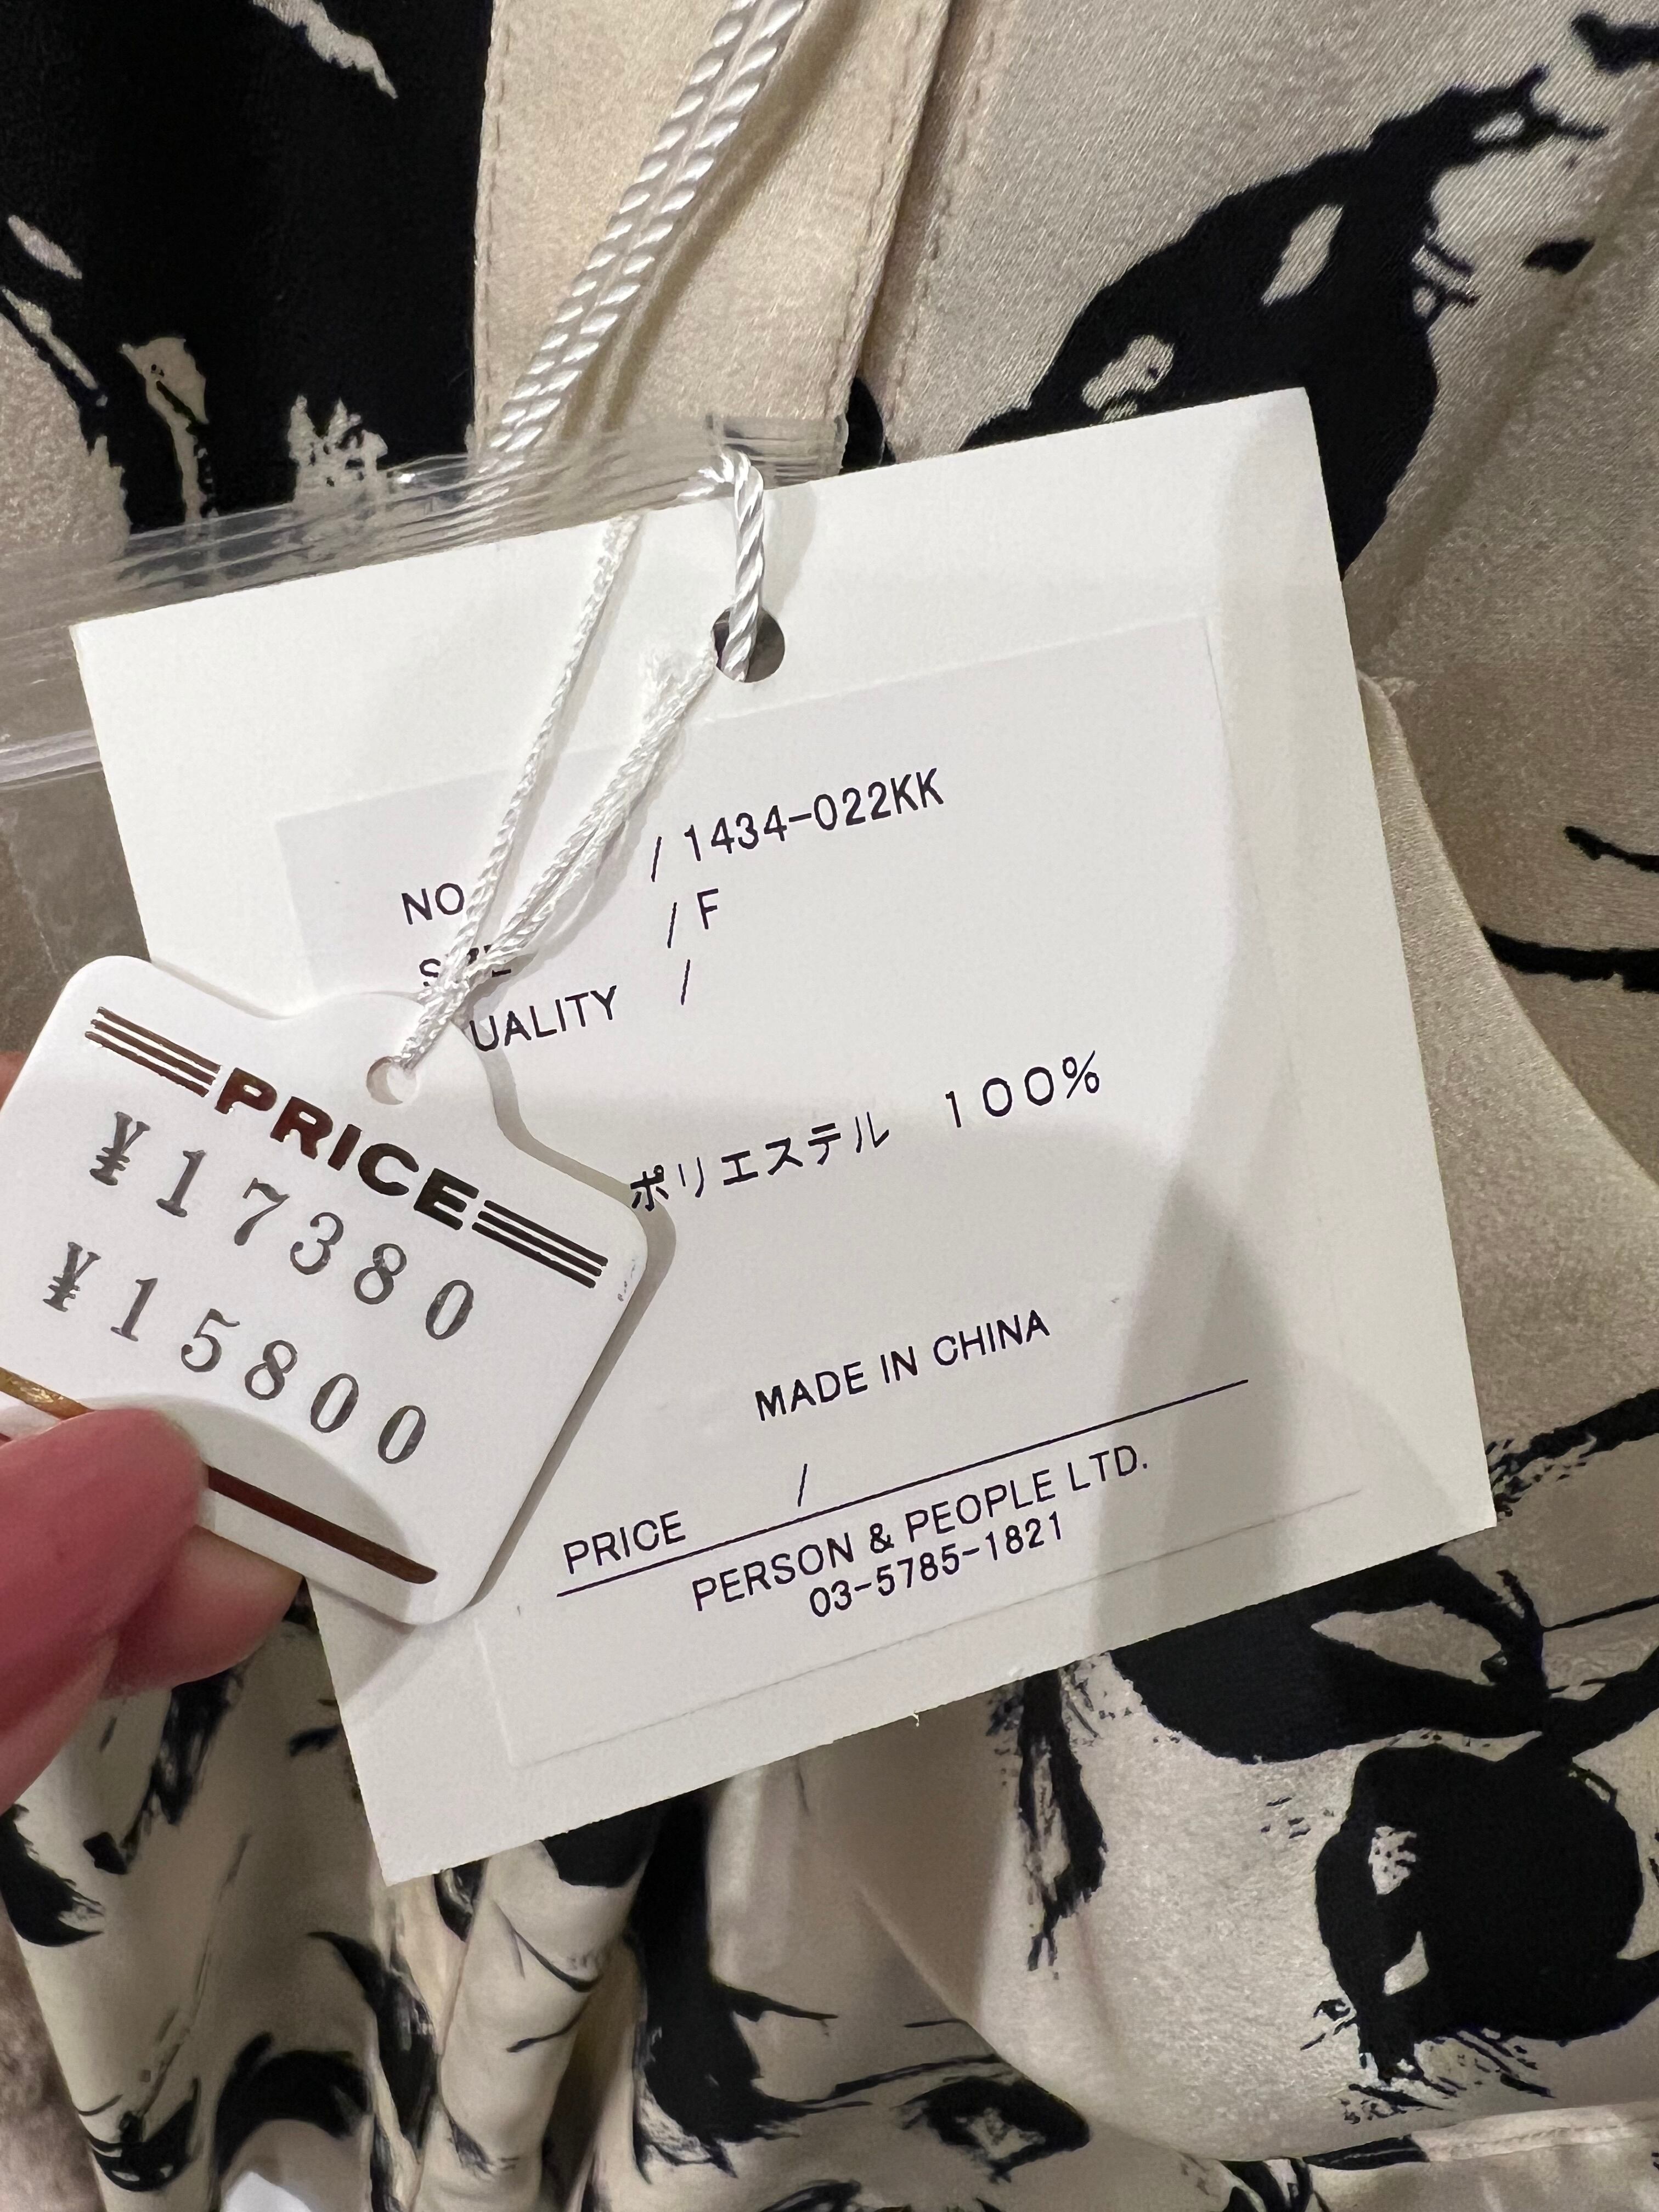 NO / 1434-022KK
SIZE / F
UALITY /
ポリエステル 100%
MADE IN CHINA
PRICE /
PERSON & PEOPLE LTD.
03-5785-1821
PRICE
¥17380
¥15800